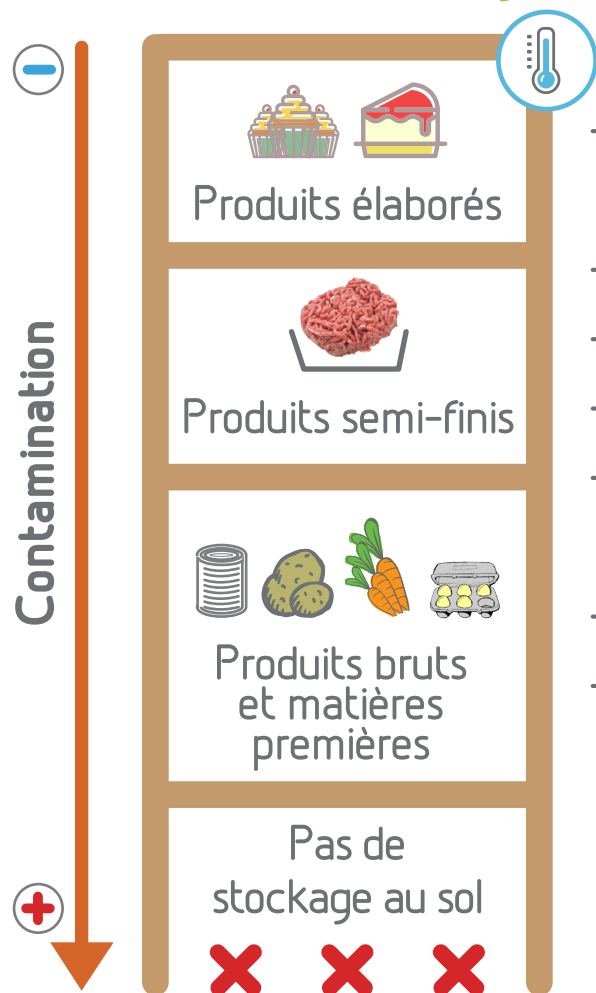 Contamination
Produits élaborés
Produits semi-finis
Produits bruts
et matières
premières
Pas de
stockage au sol